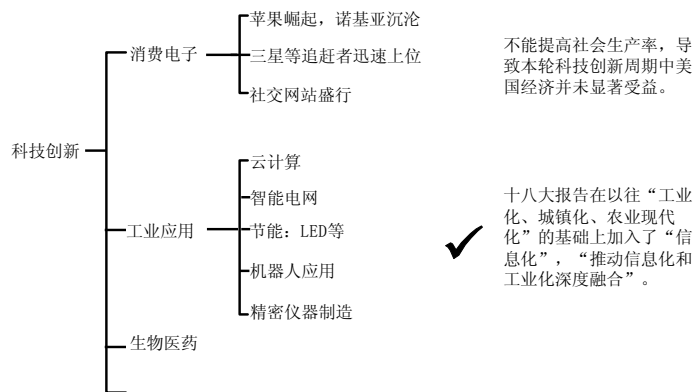 科技创新
消费电子
苹果崛起，诺基亚沉沦
三星等追赶者迅速上位
社交网站盛行
不能提高社会生产率，导
致本轮科技创新周期中美
国经济并未显著受益。
工业应用
云计算
智能电网
节能：LED等
机器人应用
精密仪器制造
十八大报告在以往“工业
化、城镇化、农业现代
化”的基础上加入了“信
息化”，“推动信息化和
工业化深度融合”。
生物医药